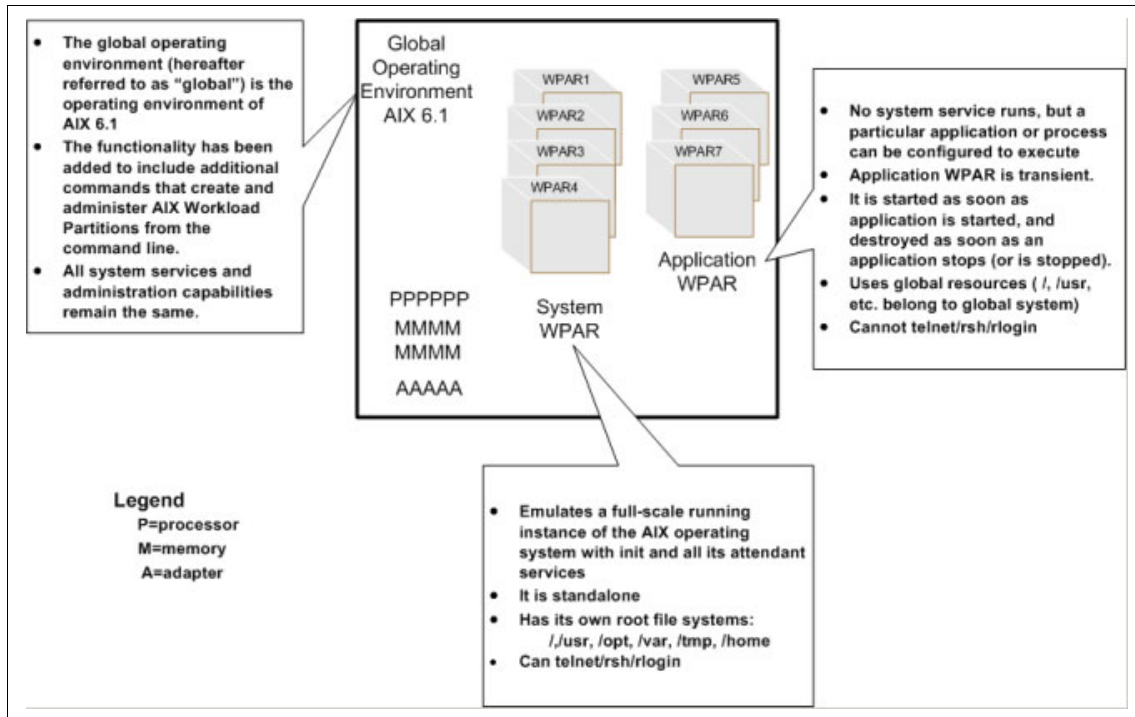 • The global operating
environment (hereafter
referred to as “global”) is the
operating environment of
AIX 6.1
• The functionality has been
added to include additional
commands that create and
administer AIX Workload
Partitions from the
command line.
• All system services and
administration capabilities
remain the same.
Global
Operating
Environment
AIX 6.1
WPAR1
WPAR2
WPAR3
WPAR4
System
WPAR
WPAR5
WPAR6
WPAR7
Application
WPAR
PPPPPP
MMMM
MMMM
AAAAA
• No system service runs, but a
particular application or process
can be configured to execute
• Application WPAR is transient.
• It is started as soon as
application is started, and
destroyed as soon as an
application stops (or is stopped).
• Uses global resources ( /, /usr,
etc. belong to global system)
• Cannot telnet/rsh/rlogin
Legend
P=processor
M=memory
A=adapter
• Emulates a full-scale running
instance of the AIX operating
system with init and all its attendant
services
• It is standalone
• Has its own root file systems:
/,/usr, /opt, /var, /tmp, /home
• Can telnet/rsh/rlogin